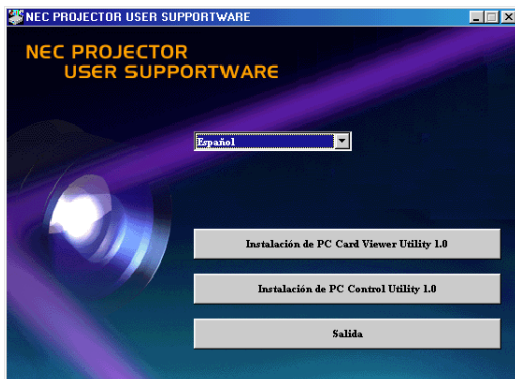 NEC PROJECTOR USER SUPPORTWARE
NEC PROJECTOR
USER SUPPORTWARE
Español
Instalación de PC Card Viewer Utility 1.0
Instalación de PC Control Utility 1.0
Salida